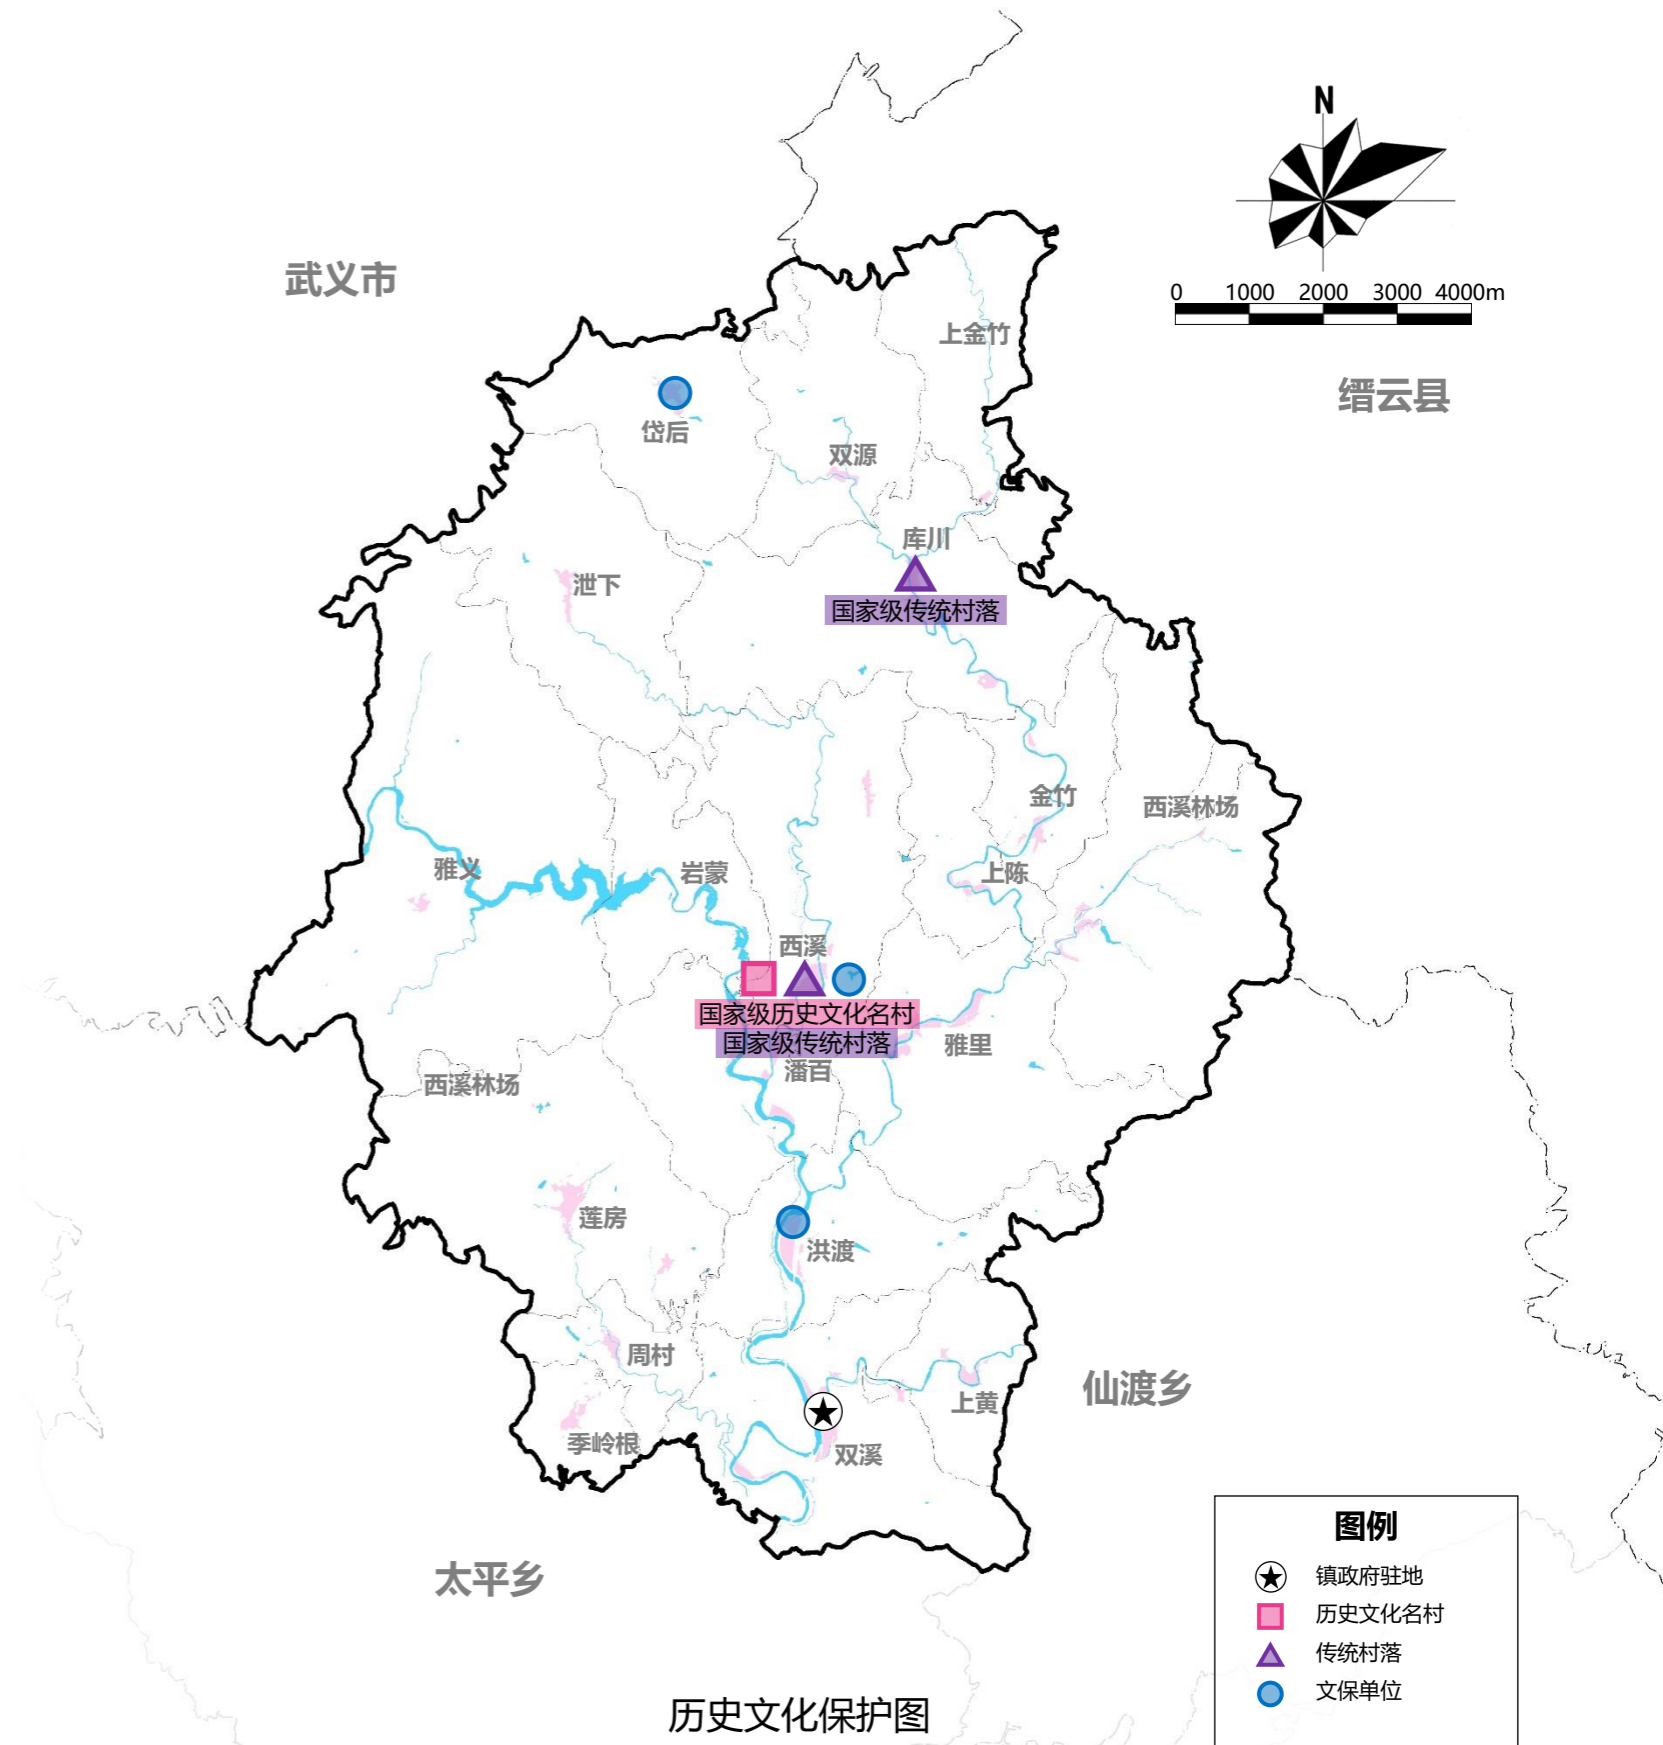 N
武义市
0 1000 2000 3000 4000m
上金竹
缙云县
岱后
双源
库川
泄下
国家级传统村落
金竹
西溪林场
雅义
岩蒙
上陈
西溪
国家级历史文化名村
国家级传统村落
雅里
潘百
西溪林场
莲房
洪渡
周村
仙渡乡
上黄
季岭根
双溪
太平乡
图例
镇政府驻地
历史文化名村
传统村落
文保单位
历史文化保护图